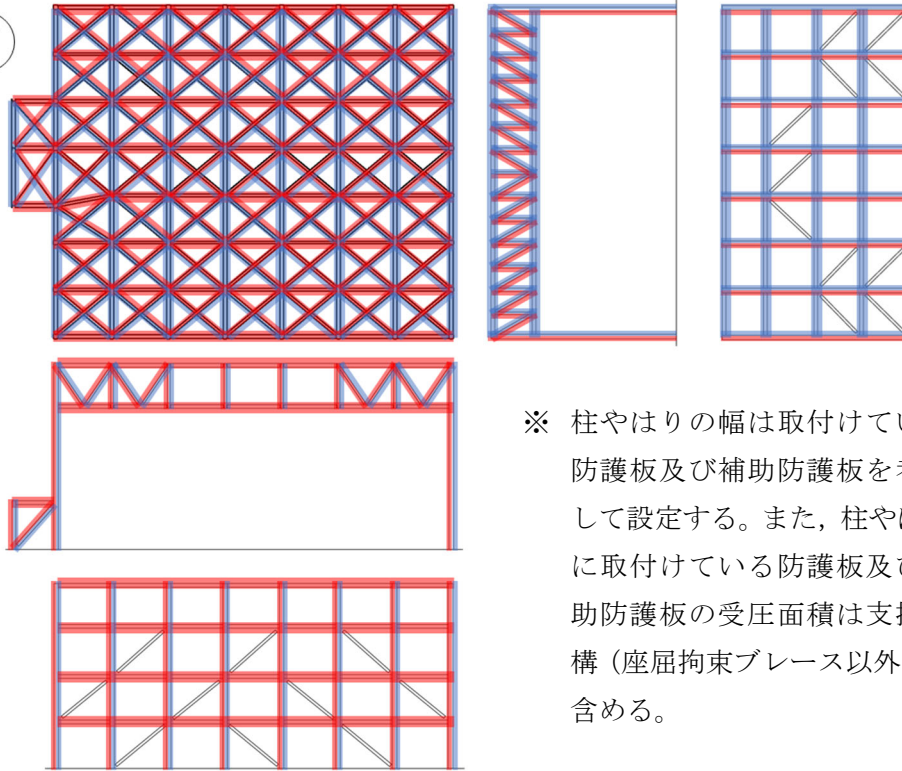 ※ 柱やはりの幅は取付けてい
防護板及び補助防護板を
して設定する。また, 柱や
に取付けている防護板及
助防護板の受圧面積は支
構（座屈拘束ブレース以外
含める。